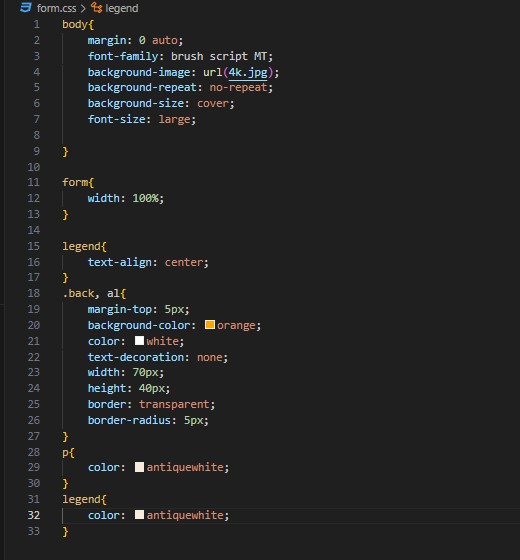 form.css > legend
1 body{
2 margin: 0 auto;
3 font-family: brush script MT;
4 background-image: url(4k.jpg);
5 background-repeat: no-repeat;
6 background-size: cover;
7 font-size: large;
8
9 }
10
11 form{
12 width: 100%;
13 }
14
15 legend{
16 text-align: center;
17 }
18 .back, al{
19 margin-top: 5px;
20 background-color: orange;
21 color: white;
22 text-decoration: none;
23 width: 70px;
24 height: 40px;
25 border: transparent;
26 border-radius: 5px;
27 }
28 p{
29 color: antiquewhite;
30 }
31 legend{
32 color: antiquewhite;
33 }